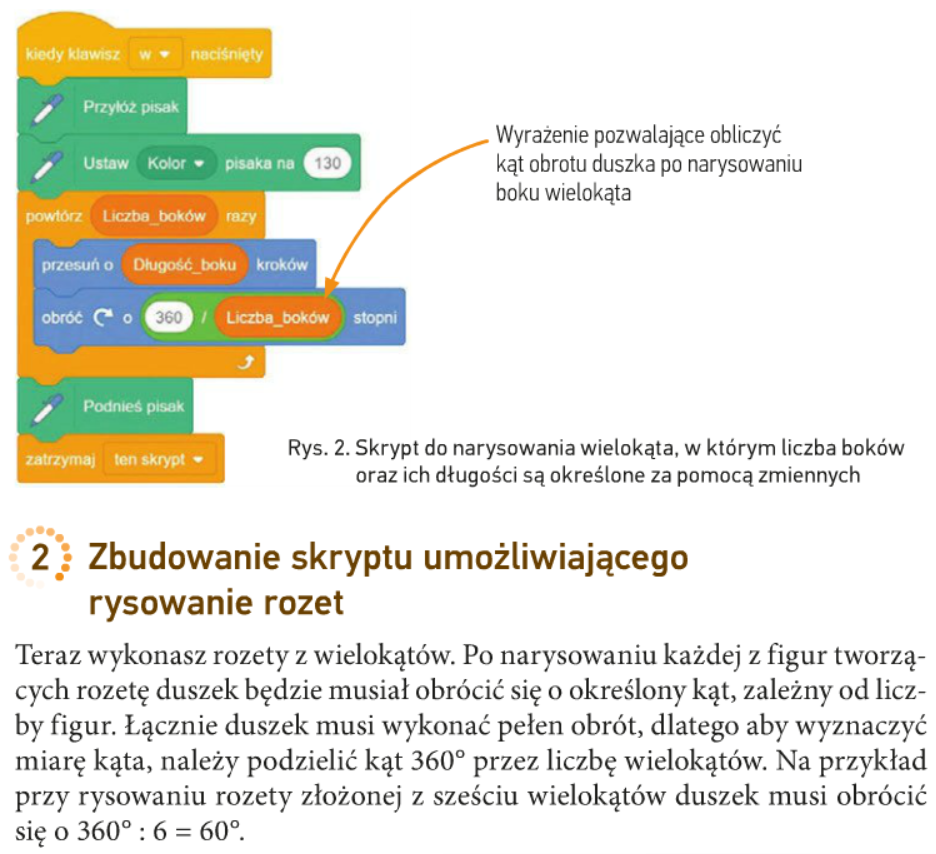 kiedy klawisz w naciśnięty
Przyłóż pisak
Ustaw Kolor pisaka na 130
powtórz Liczba_boków razy
przesuń o Długość_boku kroków
obróć o 360 / Liczba_boków stopni
Podnieś pisak
zatrzymaj ten skrypt
Wyrażenie pozwalające obliczyć
kąt obrotu duszka po narysowaniu
boku wielokąta
Rys. 2. Skrypt do narysowania wielokąta, w którym liczba boków
oraz ich długości są określone za pomocą zmiennych
2 Zbudowanie skryptu umożliwiającego
rysowanie rozet
Teraz wykonasz rozety z wielokątów. Po narysowaniu każdej z figur tworzą-
cych rozetę duszek będzie musiał obrócić się o określony kąt, zależny od licz-
by figur. Łącznie duszek musi wykonać pełen obrót, dlatego aby wyznaczyć
miarę kąta, należy podzielić kąt 360° przez liczbę wielokątów. Na przykład
przy rysowaniu rozety złożonej z sześciu wielokątów duszek musi obrócić
się o 360° : 6 = 60°.